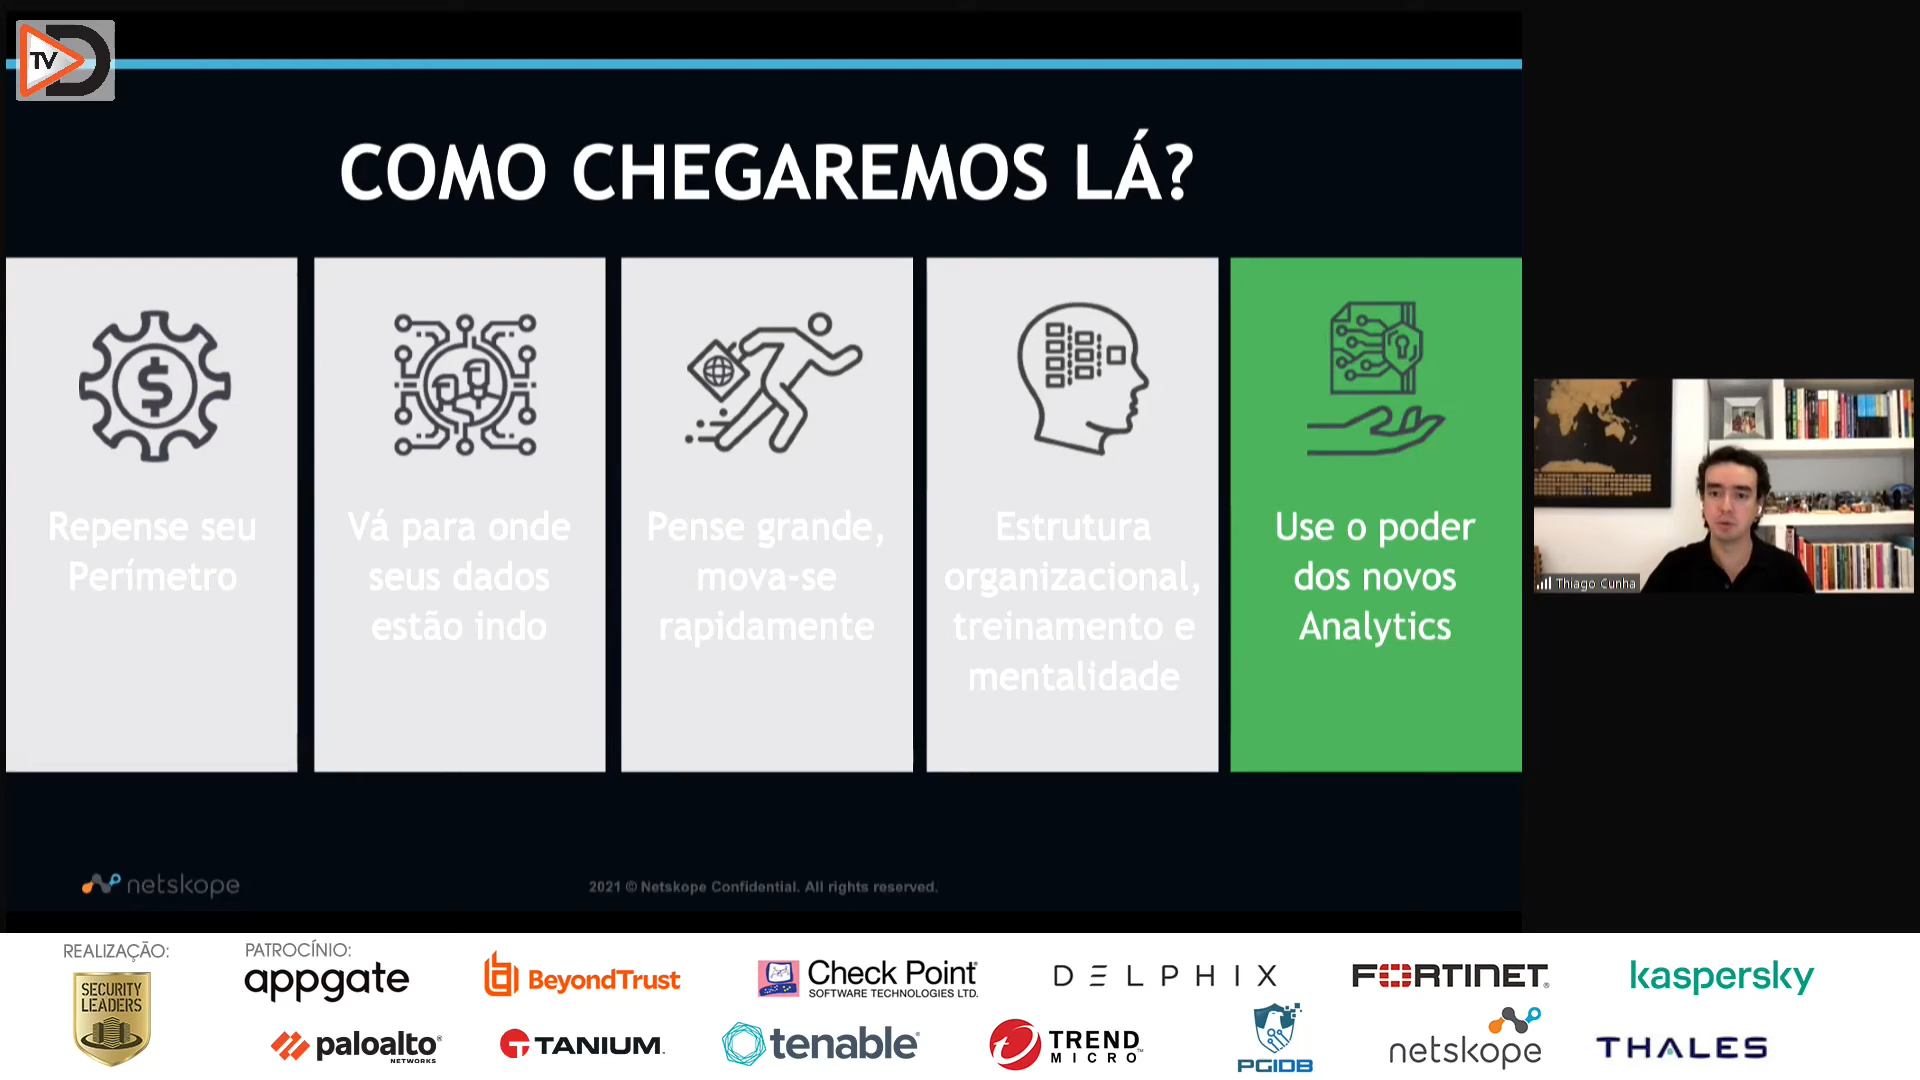 TV D
COMO CHEGAREMOS LÁ?
$
Repense seu
Perímetro
Vá para onde
seus dados
estão indo
Pense grande,
mova-se
rapidamente
Estrutura
organizacional,
treinamento e
mentalidade
Use o poder
dos novos
Analytics
Thiago Cunha
netskope
2021 © Netskope Confidential. All rights reserved.
REALIZAÇÃO:
SECURITY
LEADERS
PATROCÍNIO:
appgate
BeyondTrust
Check Point
SOFTWARE TECHNOLOGIES LTD.
DELPHIX
FORTINET®
kaspersky
paloalto®
NETWORKS
TANIUM.
tenable®
TREND
MICRO™
PGIDB
netskope
THALES